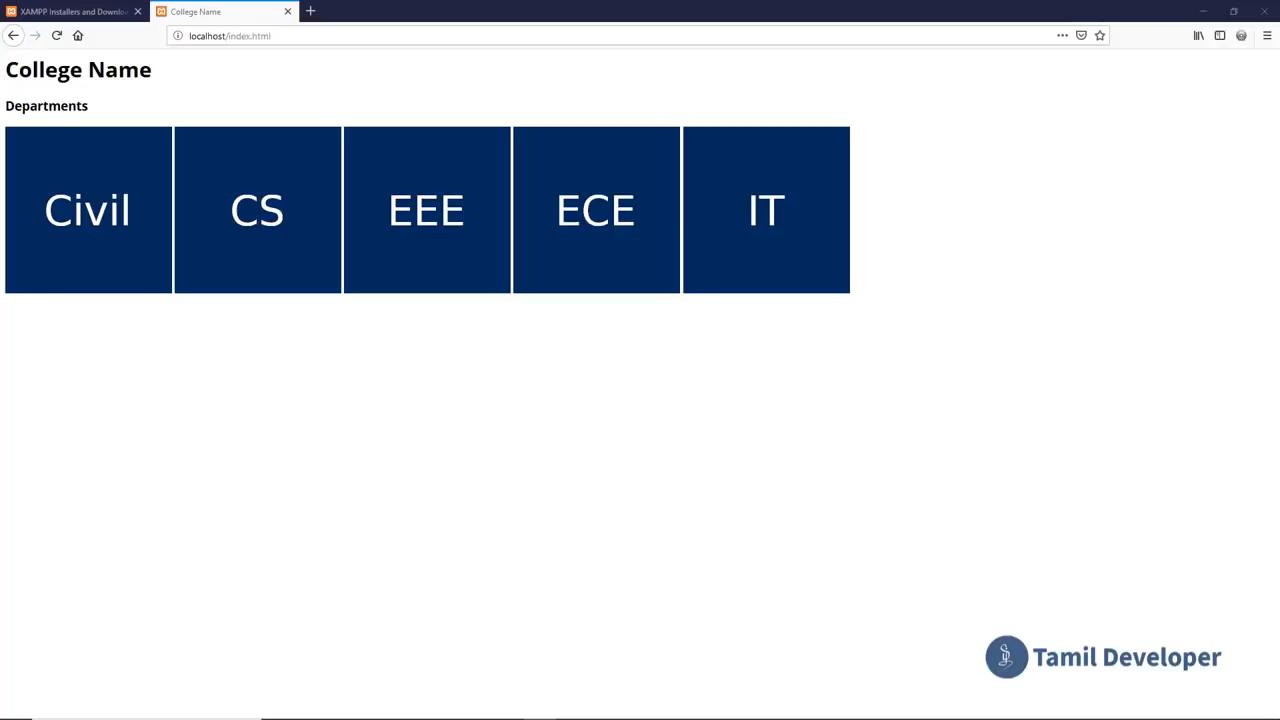 XAMPP Installers and Downlo
College Name
localhost/index.html
College Name
Departments
Civil
CS
EEE
ECE
IT
Tamil Developer